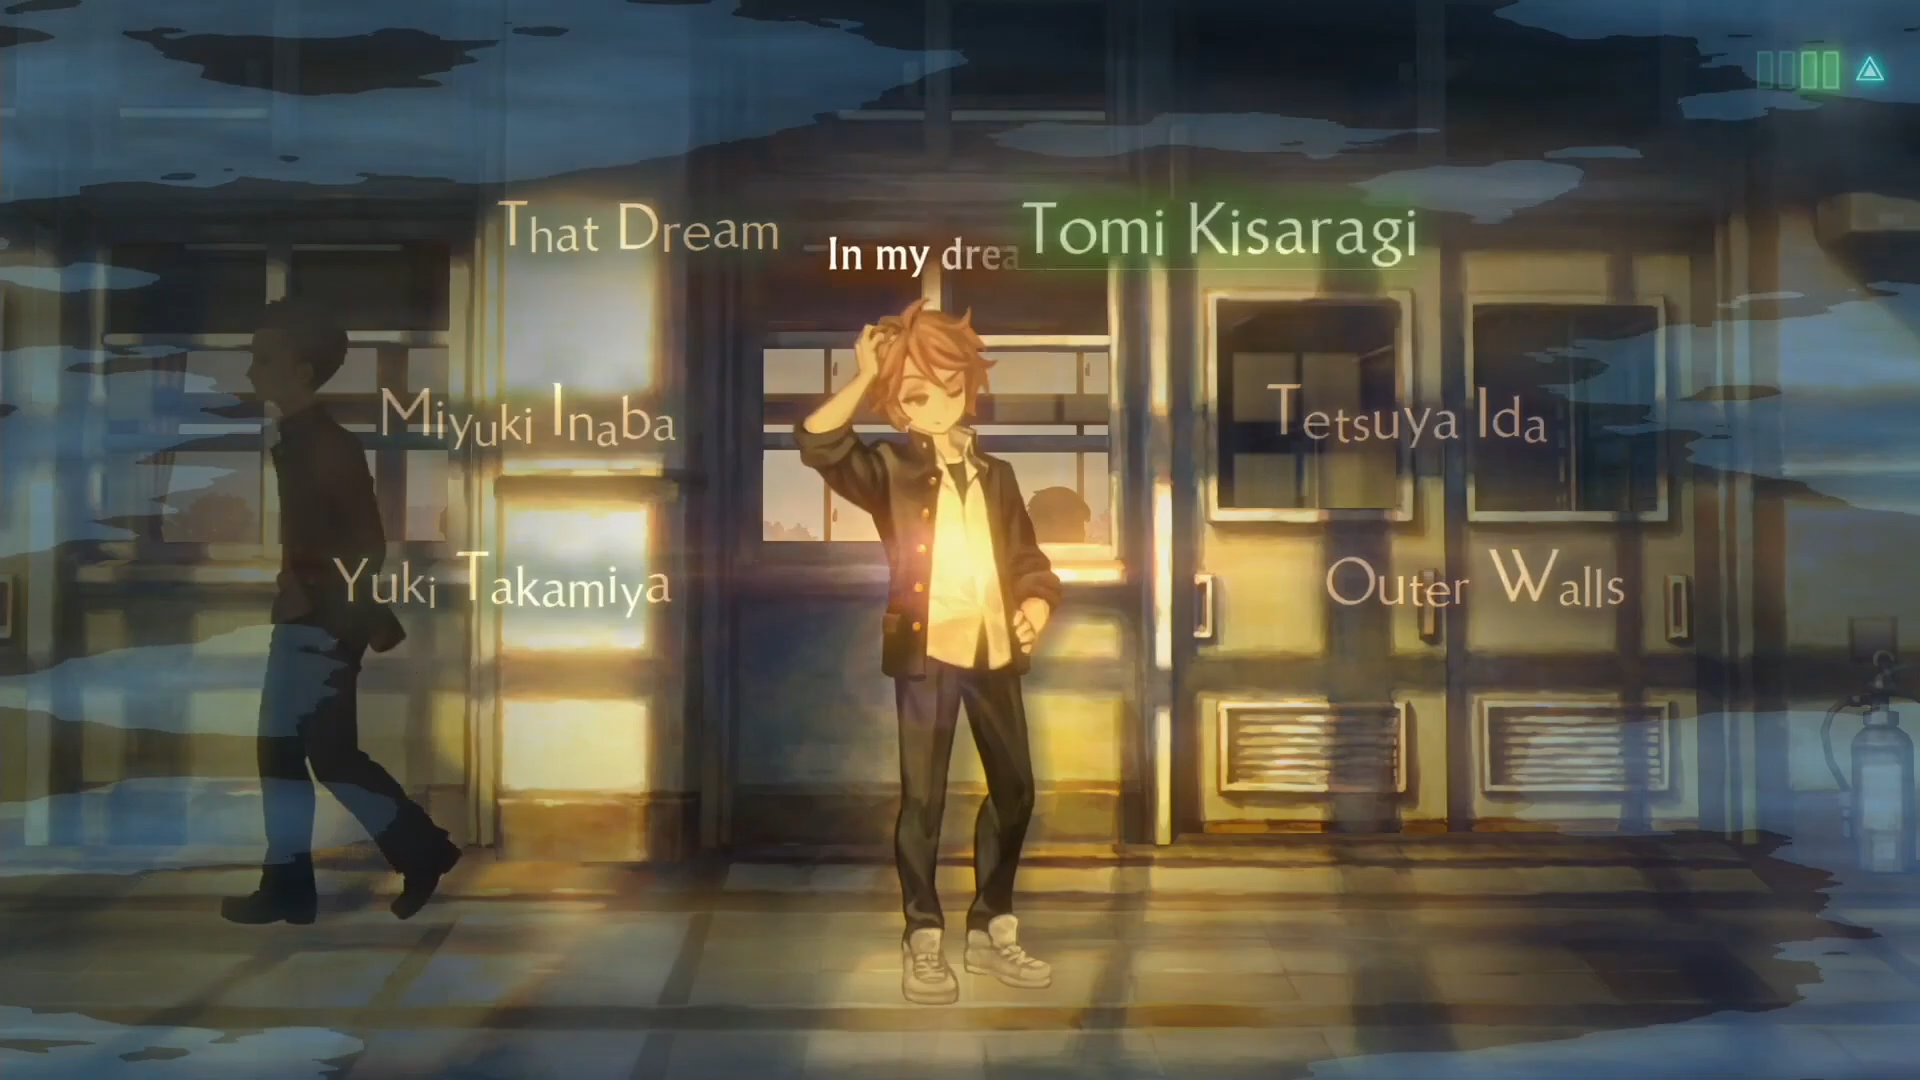 That Dream
Tomi Kisaragi
In my drea
Miyuki Inaba
Tetsuya Ida
Yuki Takamiya
Outer Walls